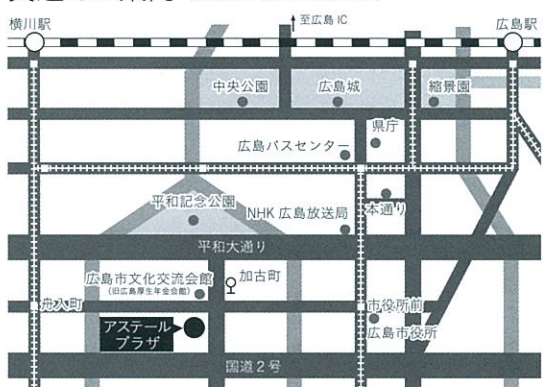 至広島 IC
横川駅
広島駅
中央公園
広島城
縮景園
県庁
広島バスセンター
平和記念公園
本通り
NHK 広島放送局
平和大通り
広島市文化交流会館
(旧広島厚生年金会館)
加古町
舟入町
市役所前
アステール
プラザ
広島市役所
国道2号